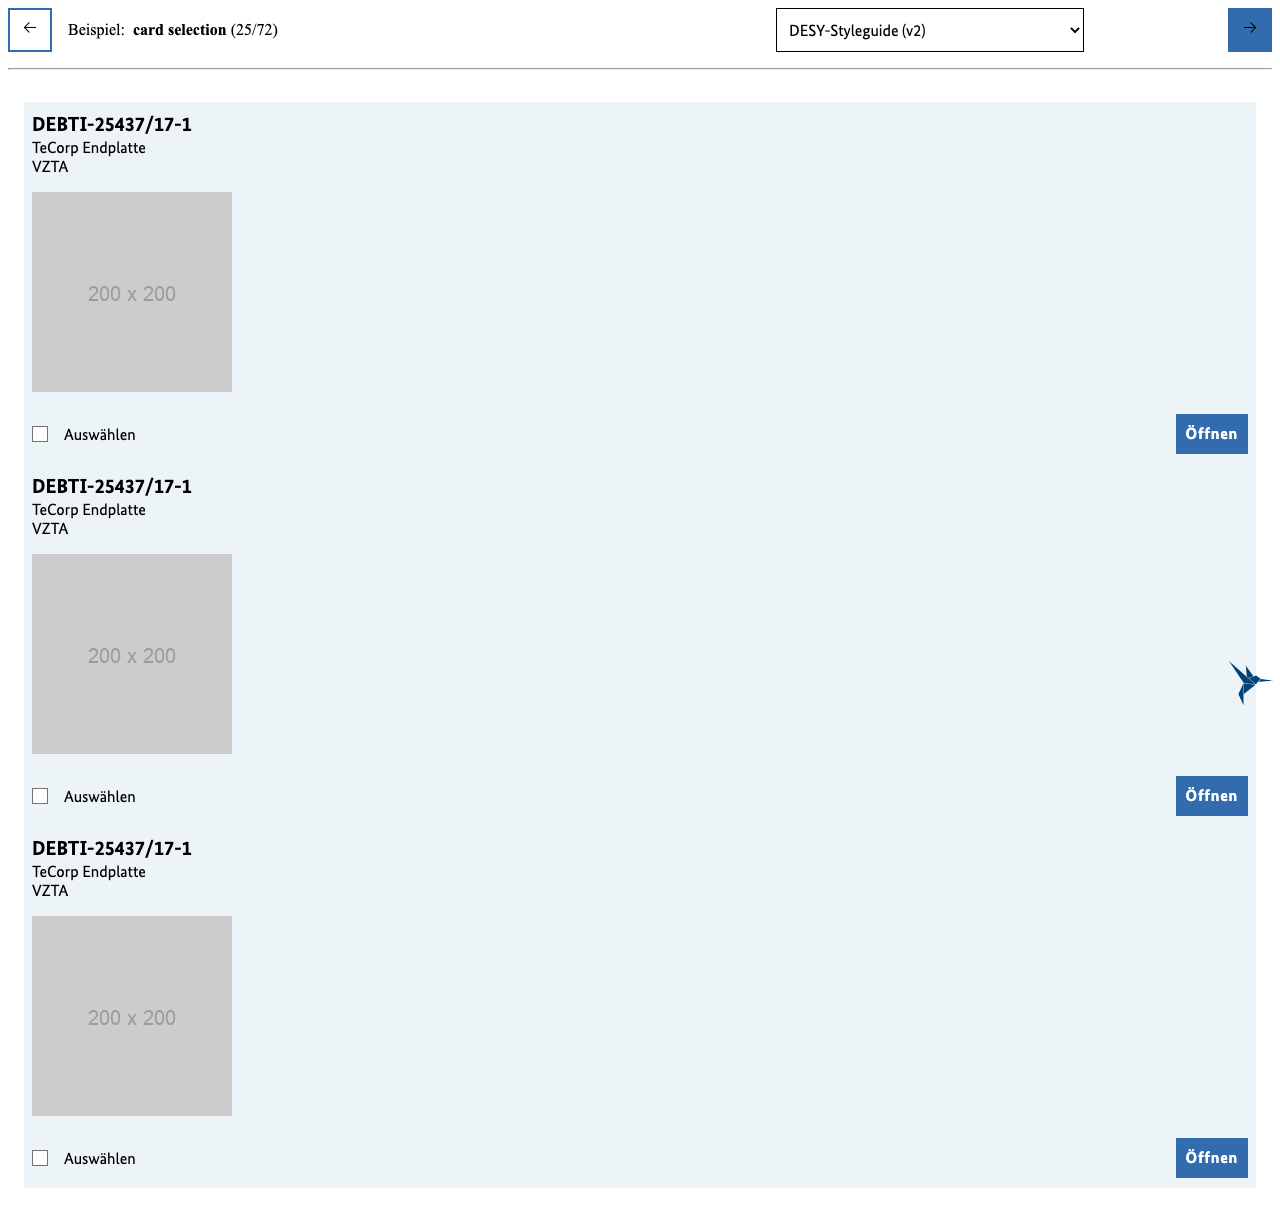 Beispiel: card selection (25/72)
DESY-Styleguide (v2)
DEBTI-25437/17-1
TeCorp Endplatte
VZTA
200 x 200
Auswählen
Öffnen
DEBTI-25437/17-1
TeCorp Endplatte
VZTA
200 x 200
Auswählen
Öffnen
DEBTI-25437/17-1
TeCorp Endplatte
VZTA
200 x 200
Auswählen
Öffnen